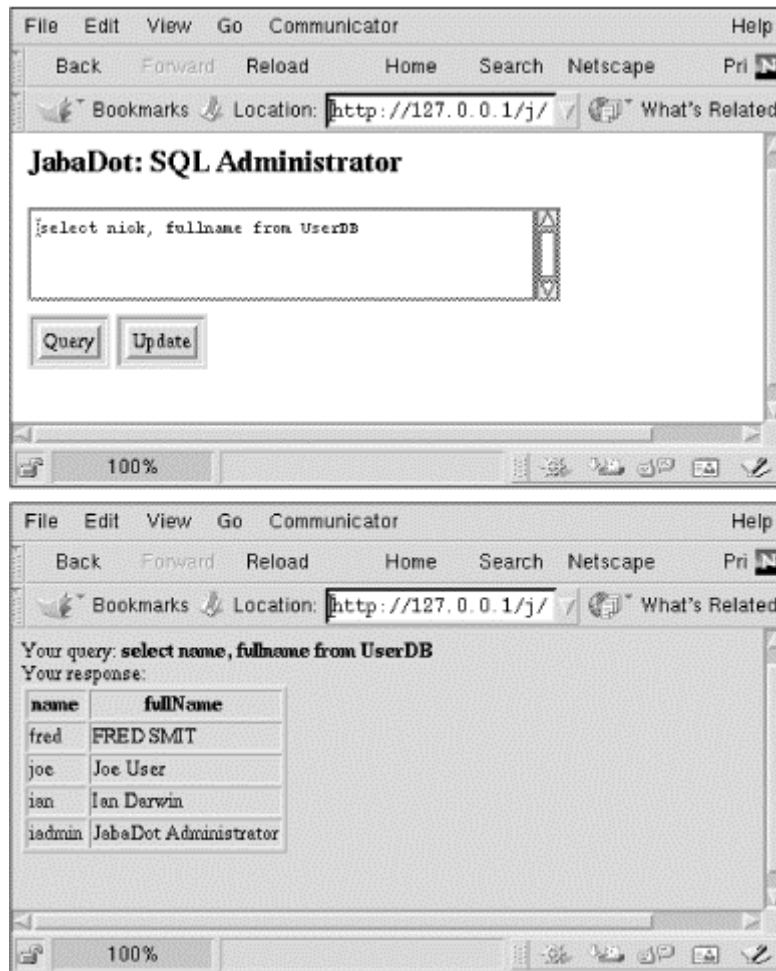 File Edit View Go Communicator Help
Back Forward Reload Home Search Netscape Pri N
Bookmarks Location: http://127.0.0.1/j/ What's Related
JabaDot: SQL Administrator
select nick, fullname from UserDB
Query Update
100%
File Edit View Go Communicator Help
Back Forward Reload Home Search Netscape Pri N
Bookmarks Location: http://127.0.0.1/j/ What's Related
Your query: select name, fullname from UserDB
Your response:
name fullName
fred FRED SMIT
joe Joe User
ian Ian Darwin
iadmin JabaDot Administrator
100%